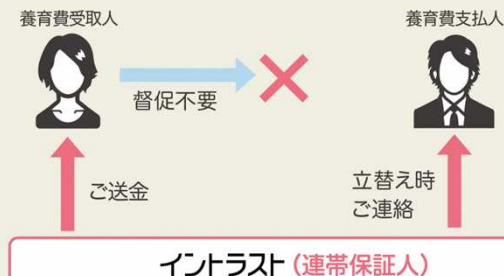 養育費受取人
養育費支払人
督促不要
ご送金
立替え時
ご連絡
イントラスト(連帯保証人)